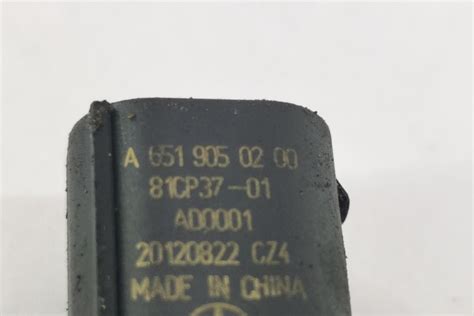 A 651 905 02 00
81CP37-01
AD0001
20120822 CZ4
MADE IN CHINA